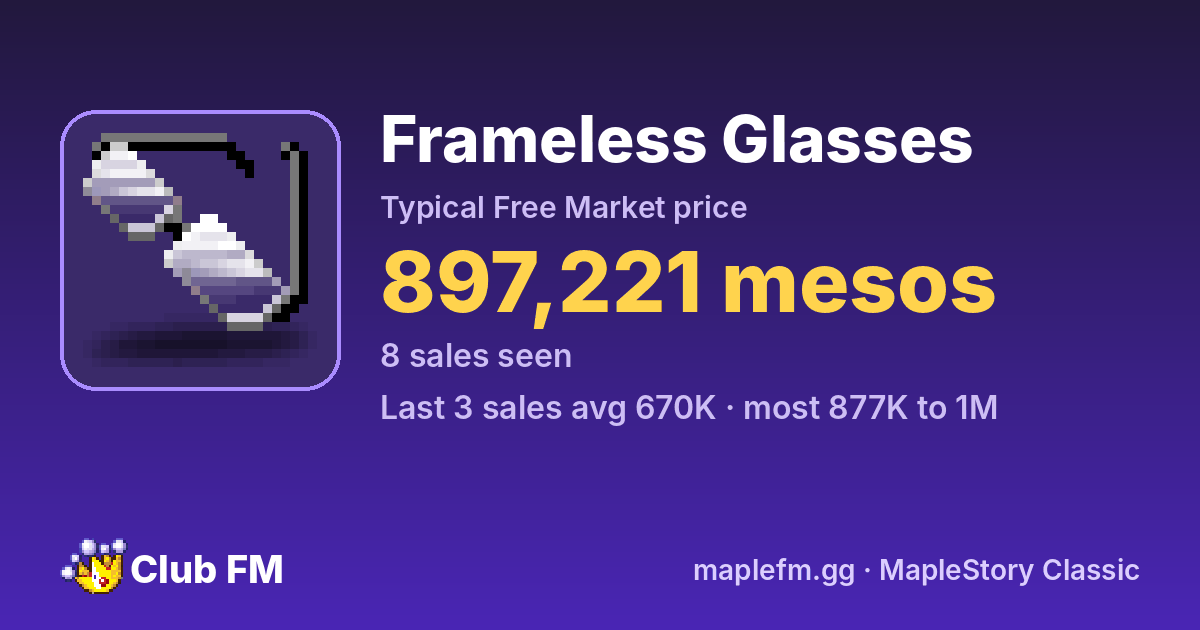 Frameless Glasses
Typical Free Market price
897,221 mesos
8 sales seen
Last 3 sales avg 670K · most 877K to 1M
Club FM
maplefm.gg · MapleStory Classic